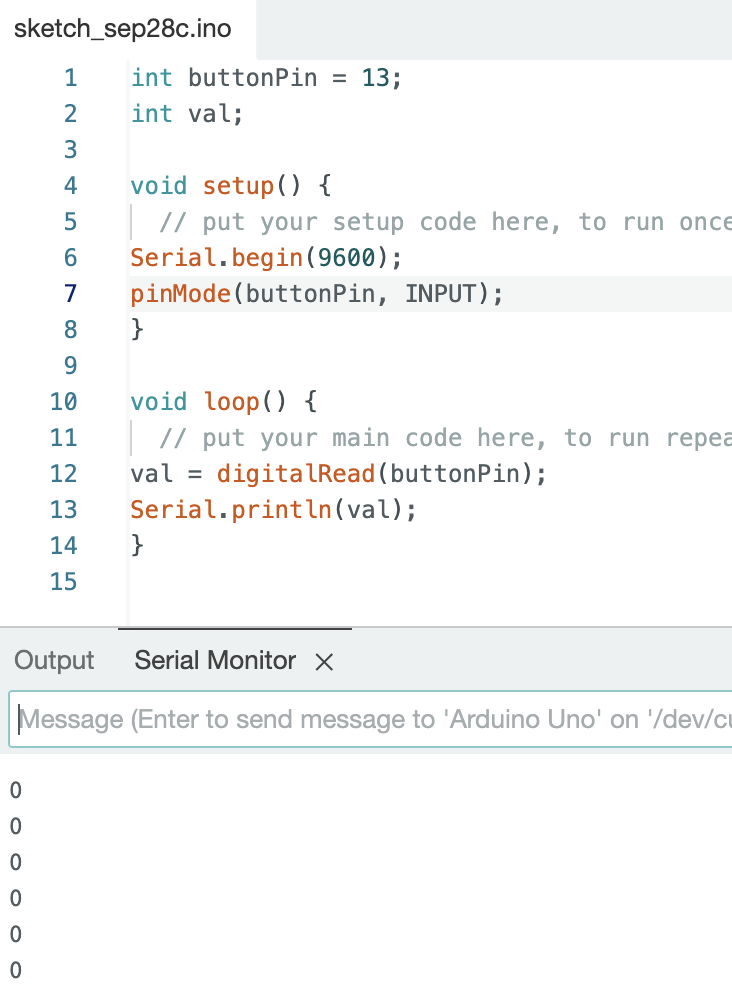 sketch_sep28c.ino
1 int buttonPin = 13;
2 int val;
3
4 void setup() {
5 // put your setup code here, to run once
6 Serial.begin(9600);
7 pinMode(buttonPin, INPUT);
8 }
9
10 void loop() {
11 // put your main code here, to run repea
12 val = digitalRead(buttonPin);
13 Serial.println(val);
14 }
15
Output Serial Monitor
Message (Enter to send message to 'Arduino Uno' on '/dev/cu
0
0
0
0
0
0